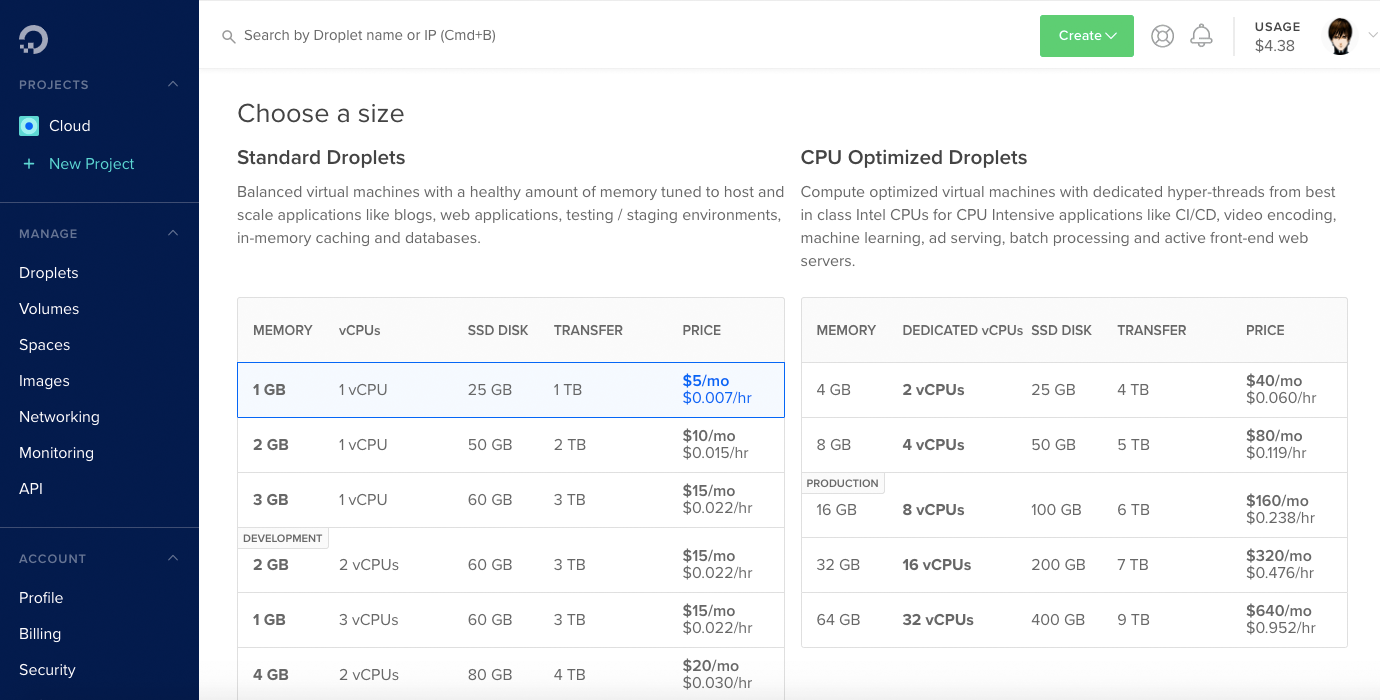 Search by Droplet name or IP (Cmd+B)
Create
USAGE
$4.38
PROJECTS
Cloud
+ New Project
MANAGE
Droplets
Volumes
Spaces
Images
Networking
Monitoring
API
ACCOUNT
Profile
Billing
Security
Choose a size
Standard Droplets
Balanced virtual machines with a healthy amount of memory tuned to host and
scale applications like blogs, web applications, testing / staging environments,
in-memory caching and databases.
MEMORY vCPUs SSD DISK TRANSFER PRICE
1 GB 1 vCPU 25 GB 1 TB $5/mo
$0.007/hr
2 GB 1 vCPU 50 GB 2 TB $10/mo
$0.015/hr
3 GB 1 vCPU 60 GB 3 TB $15/mo
$0.022/hr
DEVELOPMENT
2 GB 2 vCPUs 60 GB 3 TB $15/mo
$0.022/hr
1 GB 3 vCPUs 60 GB 3 TB $15/mo
$0.022/hr
4 GB 2 vCPUs 80 GB 4 TB $20/mo
$0.030/hr
CPU Optimized Droplets
Compute optimized virtual machines with dedicated hyper-threads from best
in class Intel CPUs for CPU Intensive applications like CI/CD, video encoding,
machine learning, ad serving, batch processing and active front-end web
servers.
MEMORY DEDICATED vCPUs SSD DISK TRANSFER PRICE
4 GB 2 vCPUs 25 GB 4 TB $40/mo
$0.060/hr
8 GB 4 vCPUs 50 GB 5 TB $80/mo
$0.119/hr
PRODUCTION
16 GB 8 vCPUs 100 GB 6 TB $160/mo
$0.238/hr
32 GB 16 vCPUs 200 GB 7 TB $320/mo
$0.476/hr
64 GB 32 vCPUs 400 GB 9 TB $640/mo
$0.952/hr